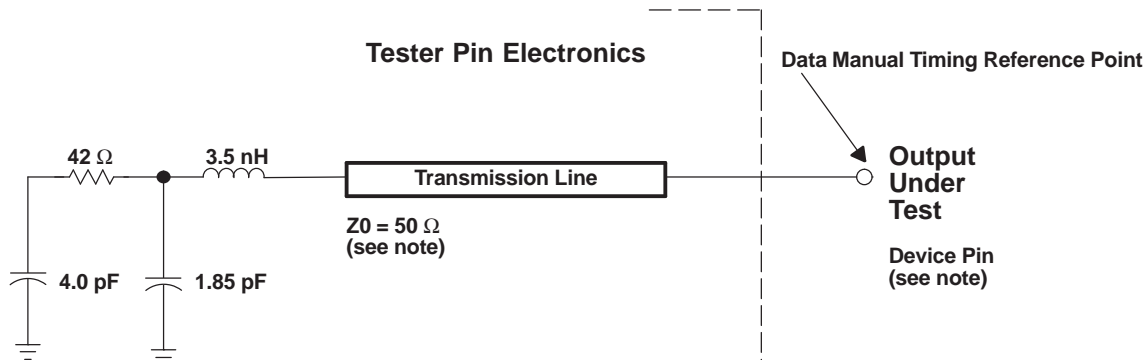 Tester Pin Electronics
Data Manual Timing Reference Point
42 Ω
3.5 nH
Transmission Line
Output
Under
Test
Z0 = 50 Ω
(see note)
Device Pin
(see note)
4.0 pF
1.85 pF